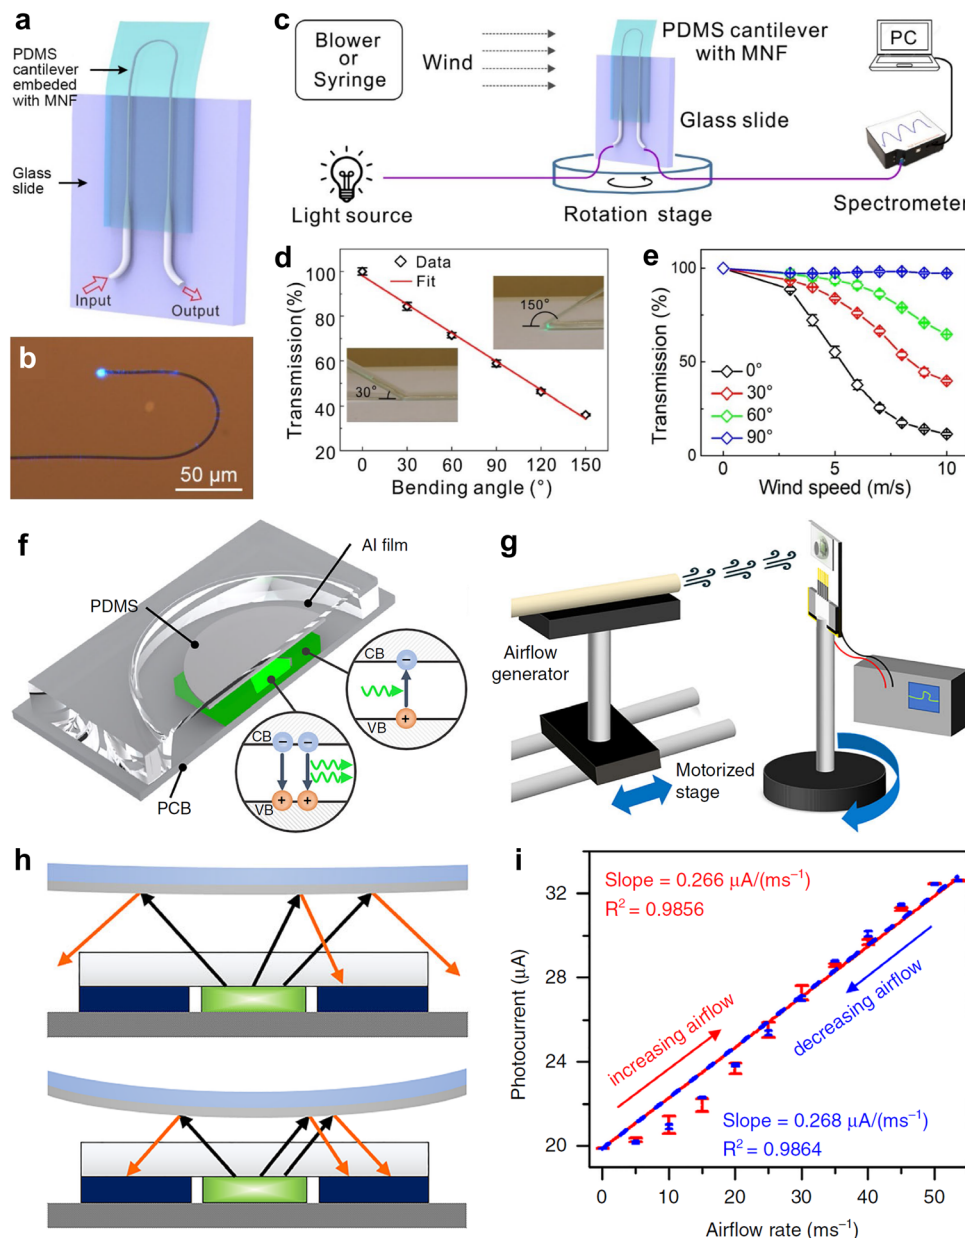 a
PDMS
cantilever
embeded
with MNF
Glass
slide
Input
Output
b
50 µm
c
Blower
or
Syringe
Wind
PDMS cantilever
with MNF
Glass slide
PC
Light source
Rotation stage
Spectrometer
d
Data
Fit
150°
30°
100
80
60
40
20
0
30
60
90
120
150
Transmission(%)
Bending angle (°)
e
100
50
0
0°
30°
60°
90°
0
5
10
Transmission (%)
Wind speed (m/s)
f
Al film
PDMS
CB
−
VB
+
CB
− −
VB
+ +
PCB
g
Airflow
generator
Motorized
stage
h
i
Slope = 0.266 µA/(ms⁻¹)
R² = 0.9856
increasing airflow
decreasing airflow
Slope = 0.268 µA/(ms⁻¹)
R² = 0.9864
32
28
24
20
0
10
20
30
40
50
Photocurrent (µA)
Airflow rate (ms⁻¹)